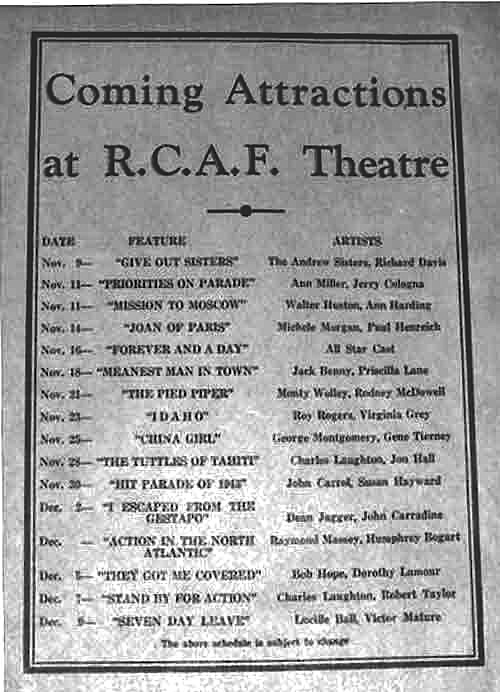 Coming Attractions
at R.C.A.F. Theatre
DATE FEATURE ARTISTS
Nov. 9— "GIVE OUT SISTERS" The Andrew Sisters, Richard Davis
Nov. 11— "PRIORITIES ON PARADE" Ann Miller, Jerry Cologna
Nov. 11— "MISSION TO MOSCOW" Walter Huston, Ann Harding
Nov. 14— "JOAN OF PARIS" Michele Morgan, Paul Henreich
Nov. 16— "FOREVER AND A DAY" All Star Cast
Nov. 18— "MEANEST MAN IN TOWN" Jack Benny, Priscilla Lane
Nov. 21— "THE PIED PIPER" Monty Wolley, Rodney McDowell
Nov. 23— "IDAHO" Roy Rogers, Virginia Grey
Nov. 25— "CHINA GIRL" George Montgomery, Gene Tierney
Nov. 28— "THE TUTTLES OF TAHITI" Charles Laughton, Jon Hall
Nov. 30— "HIT PARADE OF 1943" John Carrol, Susan Hayward
Dec. 2— "I ESCAPED FROM THE
GESTAPO" Dean Jagger, John Carradine
Dec. — "ACTION IN THE NORTH Raymond Massey, Humphrey Bogart
ATLANTIC"
Dec. "THEY GOT ME COVERED" Bob Hope, Dorothy Lamour
Dec. 7— "STAND BY FOR ACTION" Charles Laughton, Robert Taylor
Dec. "SEVEN DAY LEAVE" Lucille Ball, Victor Mature
The above schedule is subject to change